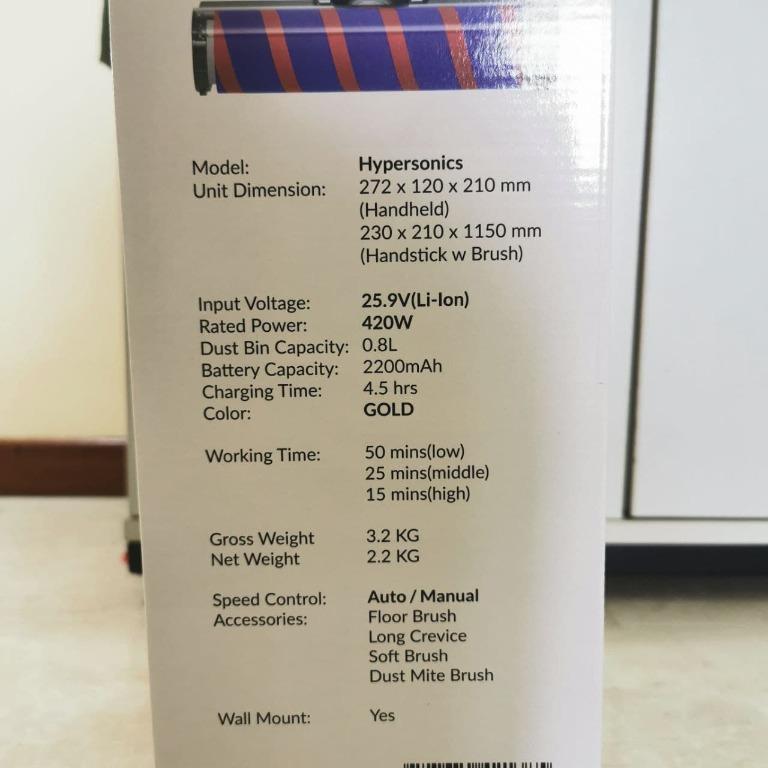 Model: Hypersonics
Unit Dimension: 272 x 120 x 210 mm
(Handheld)
230 x 210 x 1150 mm
(Handstick w Brush)
Input Voltage: 25.9V(Li-Ion)
Rated Power: 420W
Dust Bin Capacity: 0.8L
Battery Capacity: 2200mAh
Charging Time: 4.5 hrs
Color: GOLD
Working Time: 50 mins(low)
25 mins(middle)
15 mins(high)
Gross Weight 3.2 KG
Net Weight 2.2 KG
Speed Control: Auto / Manual
Accessories: Floor Brush
Long Crevice
Soft Brush
Dust Mite Brush
Wall Mount: Yes